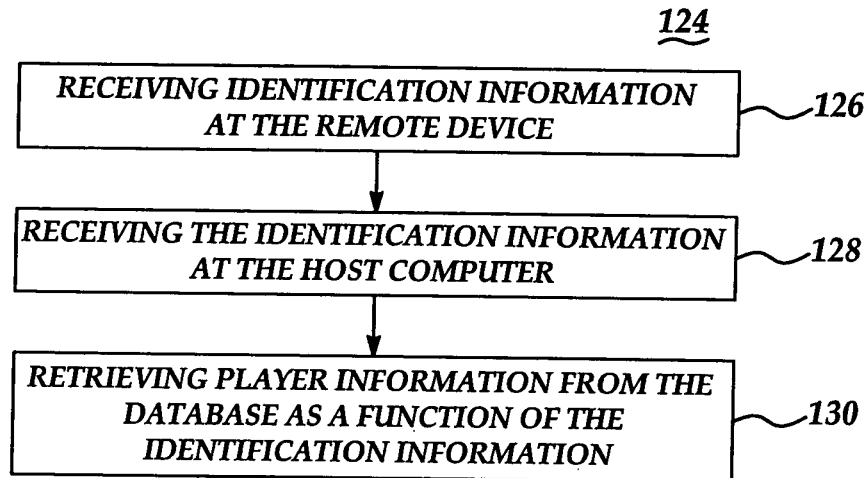 124
RECEIVING IDENTIFICATION INFORMATION
AT THE REMOTE DEVICE
126
RECEIVING THE IDENTIFICATION INFORMATION
AT THE HOST COMPUTER
128
RETRIEVING PLAYER INFORMATION FROM THE
DATABASE AS A FUNCTION OF THE
IDENTIFICATION INFORMATION
130